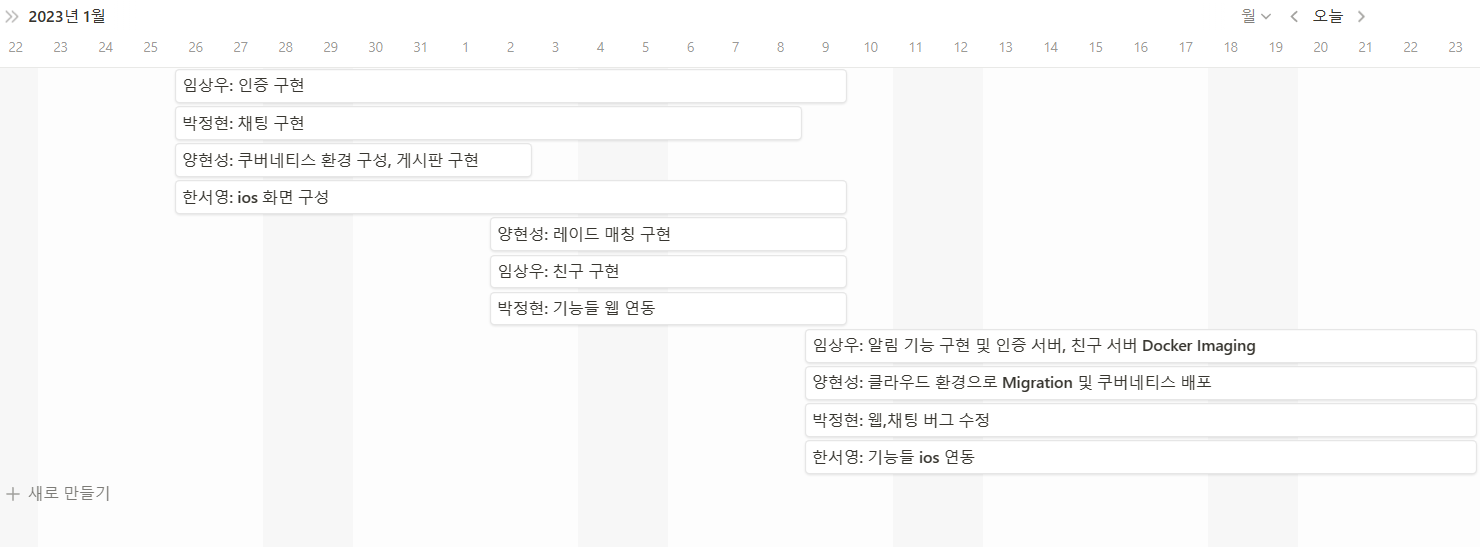 2023년 1월 월 오늘
22 23 24 25 26 27 28 29 30 31 1 2 3 4 5 6 7 8 9 10 11 12 13 14 15 16 17 18 19 20 21 22 23
임상우: 인증 구현
박정현: 채팅 구현
양현성: 쿠버네티스 환경 구성, 게시판 구현
한서영: ios 화면 구성
양현성: 레이드 매칭 구현
임상우: 친구 구현
박정현: 기능들 웹 연동
임상우: 알림 기능 구현 및 인증 서버, 친구 서버 Docker Imaging
양현성: 클라우드 환경으로 Migration 및 쿠버네티스 배포
박정현: 웹,채팅 버그 수정
한서영: 기능들 ios 연동
새로 만들기